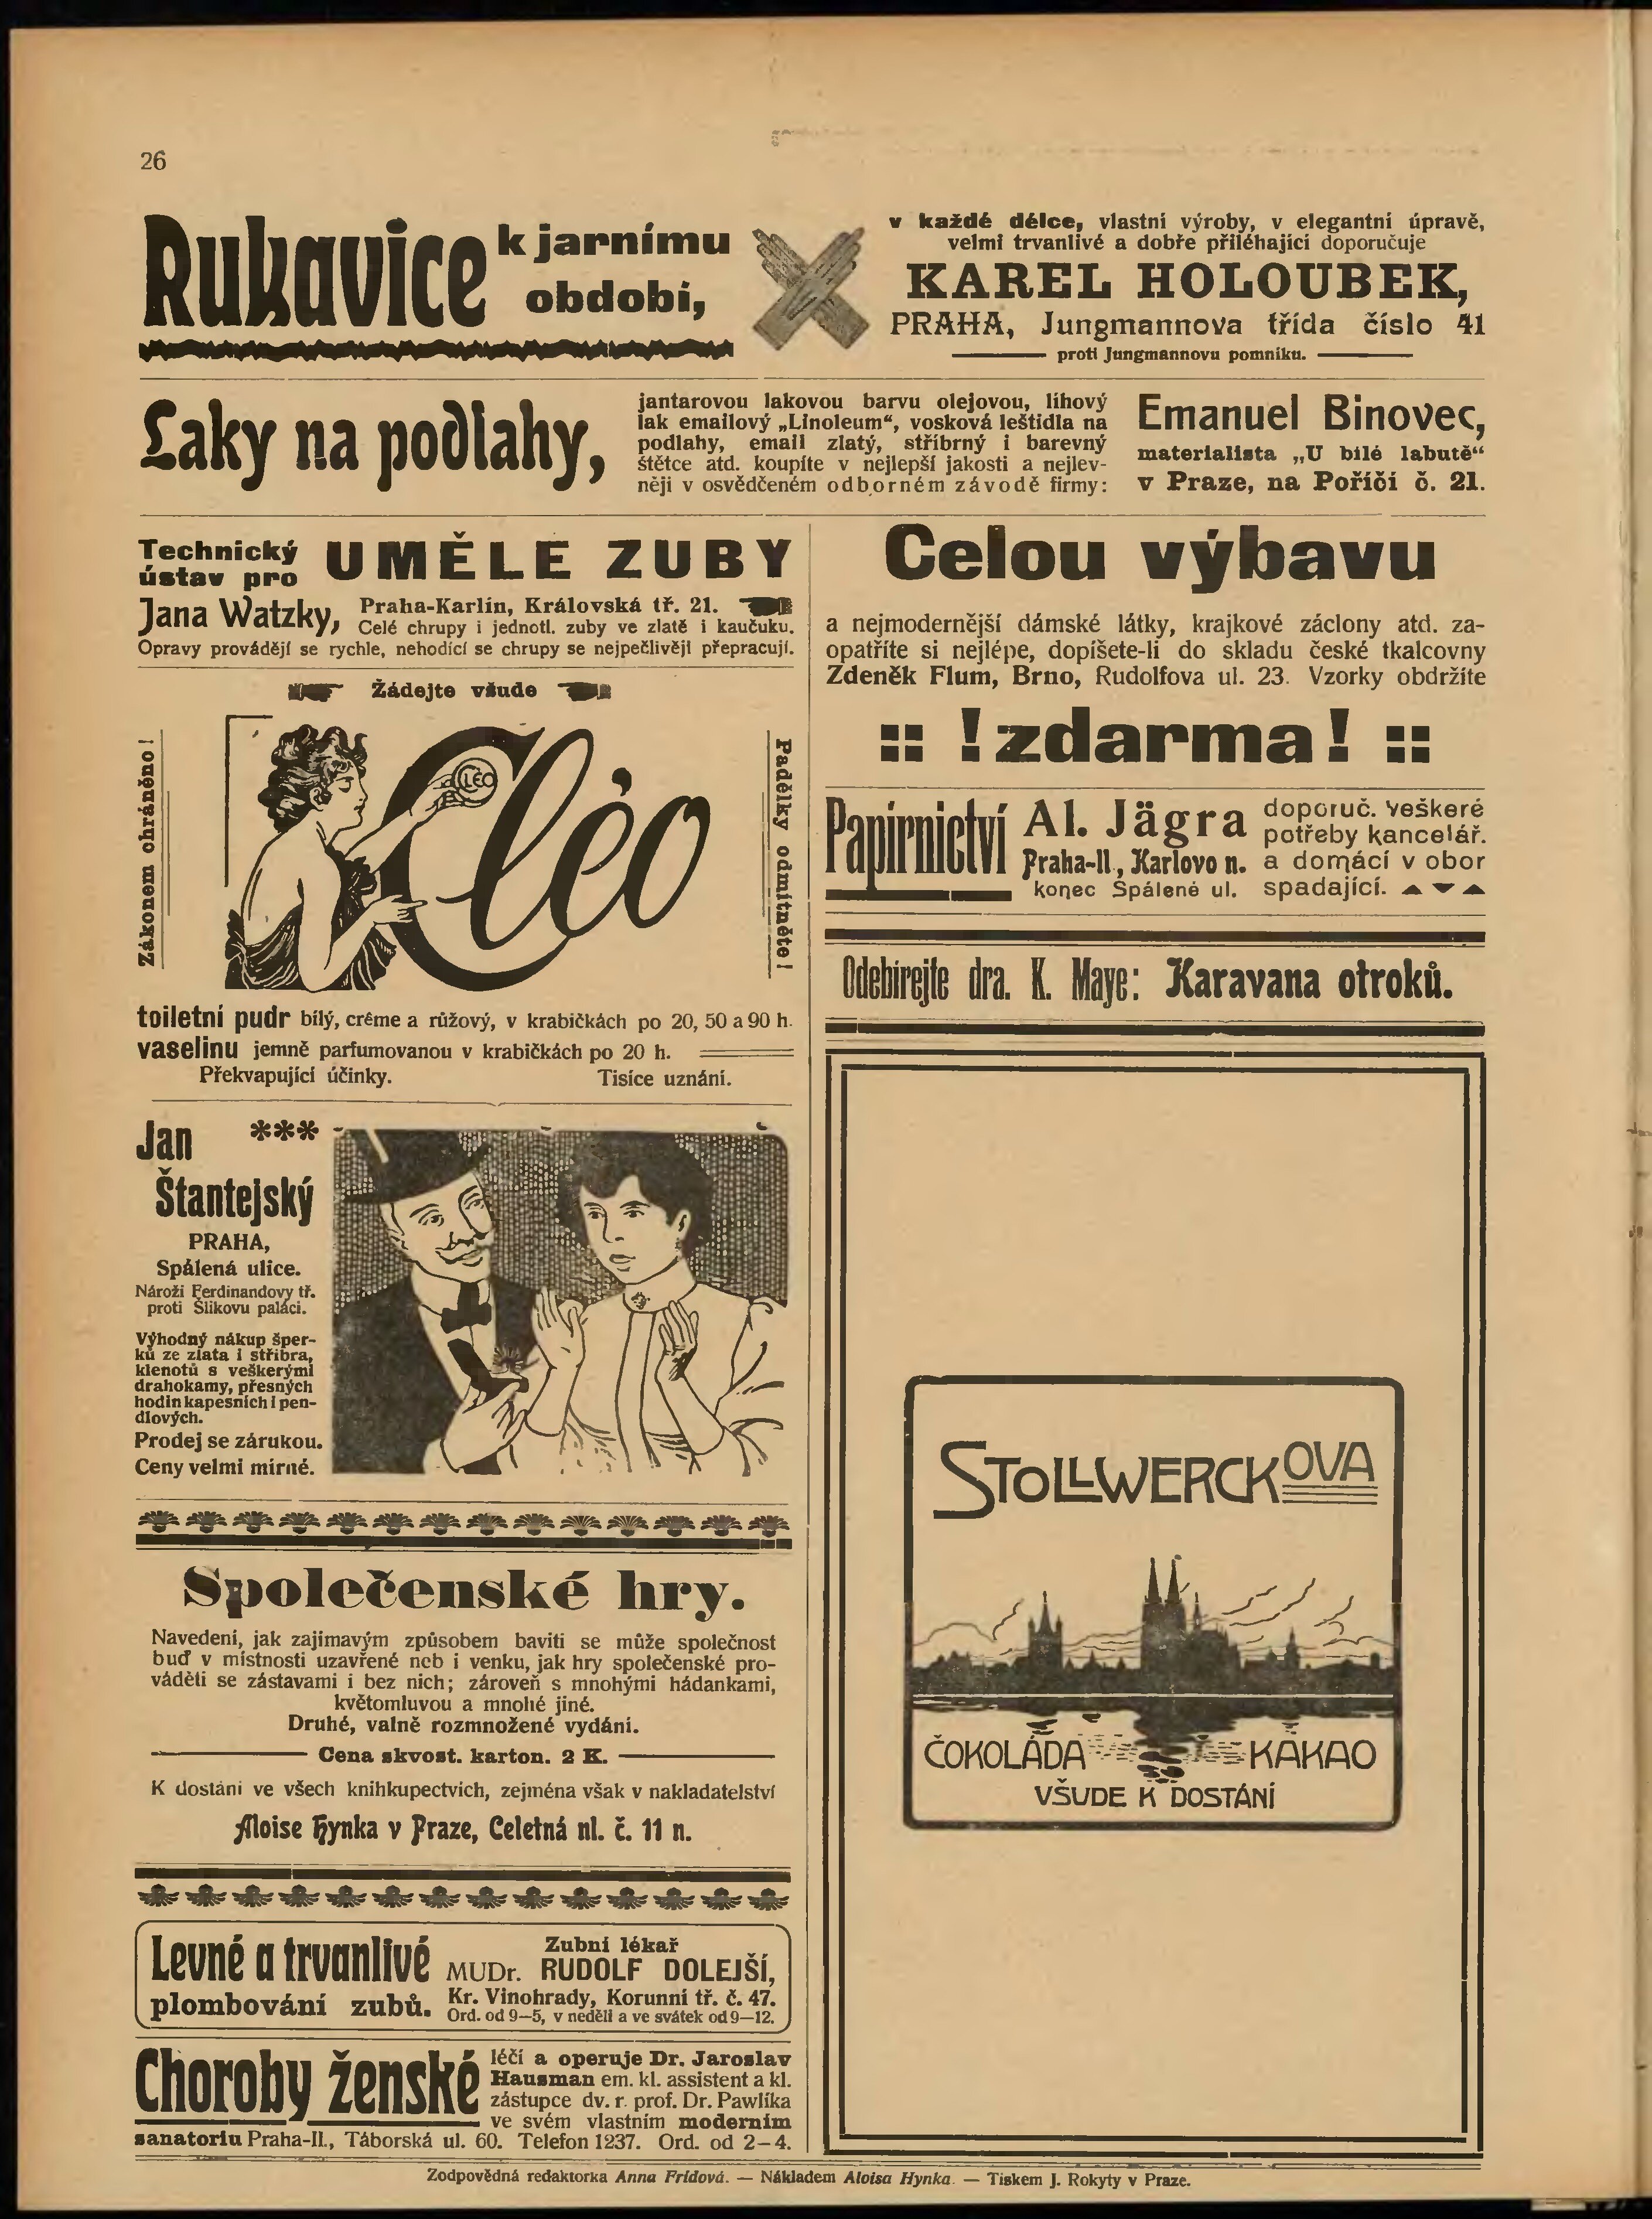 26
Rukavice k jarnímu
období,
v každé délce, vlastní výroby, v elegantní úpravě,
velmi trvanlivé a dobře přiléhající doporučuje
KAREL HOLOUBEK,
PRAHA, Jungmannova třída číslo 41
proti Jungmannovu pomníku.
Laky na podlahy,
jantarovou lakovou barvu olejovou, líhový
lak emailový „Linoleum“, vosková leštidla na
podlahy, email zlatý, stříbrný i barevný
štětce atd. koupíte v nejlepší jakosti a nejlev-
něji v osvědčeném odborném závodě firmy:
Emanuel Binovec,
materialista „U bílé labutě“
v Praze, na Poříčí č. 21.
Technický
ústav pro
UMĚLE ZUBY
Jana Watzky,
Praha-Karlín, Královská tř. 21.
Celé chrupy i jednotl. zuby ve zlatě i kaučuku.
Opravy provádějí se rychle, nehodící se chrupy se nejpečlivěji přepracují.
Žádejte všude
Zákonem ohráněno!
CLÉO
Cléo
Padělky odmítněte!
toiletní pudr bílý, crême a růžový, v krabičkách po 20, 50 a 90 h.
vaselinu jemně parfumovanou v krabičkách po 20 h.
Překvapující účinky. Tisíce uznání.
Jan ***
Štantejský
PRAHA,
Spálená ulice.
Nároží Ferdinandovy tř.
proti Šlikovu paláci.
Výhodný nákup šper-
ků ze zlata i stříbra,
klenotů s veškerými
drahokamy, přesných
hodin kapesních i pen-
dlových.
Prodej se zárukou.
Ceny velmi mírné.
Společenské hry.
Navedení, jak zajímavým způsobem baviti se může společnost
buď v místnosti uzavřené neb i venku, jak hry společenské pro-
váděti se zástavami i bez nich; zároveň s mnohými hádankami,
květomluvou a mnohé jiné.
Druhé, valně rozmnožené vydání.
Cena skvost. karton. 2 K.
K dostání ve všech knihkupectvích, zejména však v nakladatelství
Aloise Hynka v Praze, Celetná ul. č. 11 n.
Levné a trvanlivé
plombování zubů.
Zubní lékař
MUDr. RUDOLF DOLEJŠÍ,
Kr. Vinohrady, Korunní tř. č. 47.
Ord. od 9—5, v neděli a ve svátek od 9—12.
Choroby ženské
léčí a operuje Dr. Jaroslav
Hausman em. kl. assistent a kl.
zástupce dv. r. prof. Dr. Pawlíka
ve svém vlastním moderním
sanatoriu Praha-II., Táborská ul. 60. Telefon 1237. Ord. od 2—4.
Celou výbavu
a nejmodernější dámské látky, krajkové záclony atd. za-
opatříte si nejlépe, dopíšete-li do skladu české tkalcovny
Zdeněk Flum, Brno, Rudolfova ul. 23. Vzorky obdržíte
:: !zdarma! ::
Papírnictví
Al. Jägra
Praha-II., Karlovo n.
konec Spálené ul.
doporuč. veškeré
potřeby kancelář.
a domácí v obor
spadající.
Odebírejte dra. K. Maye: Karavana otroků.
STOLLWERCKOVA
ČOKOLÁDA KAKAO
VŠUDE K DOSTÁNÍ
Zodpovědná redaktorka Anna Frídová. — Nákladem Aloisa Hynka. — Tiskem J. Rokyty v Praze.